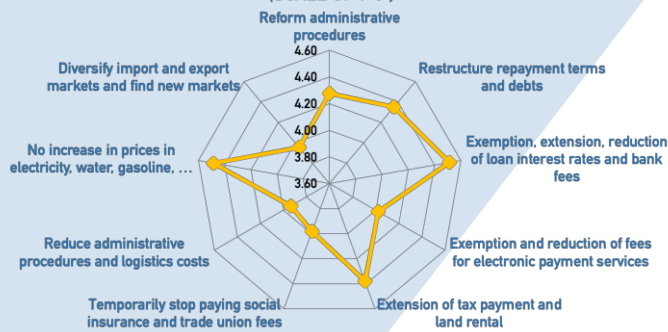 Reform administrative
procedures
4.60
4.40
4.20
4.00
3.80
3.60
Restructure repayment terms
and debts
Exemption, extension, reduction
of loan interest rates and bank
fees
Exemption and reduction of fees
for electronic payment services
Extension of tax payment and
land rental
Temporarily stop paying social
insurance and trade union fees
Reduce administrative
procedures and logistics costs
No increase in prices in
electricity, water, gasoline, ...
Diversify import and export
markets and find new markets